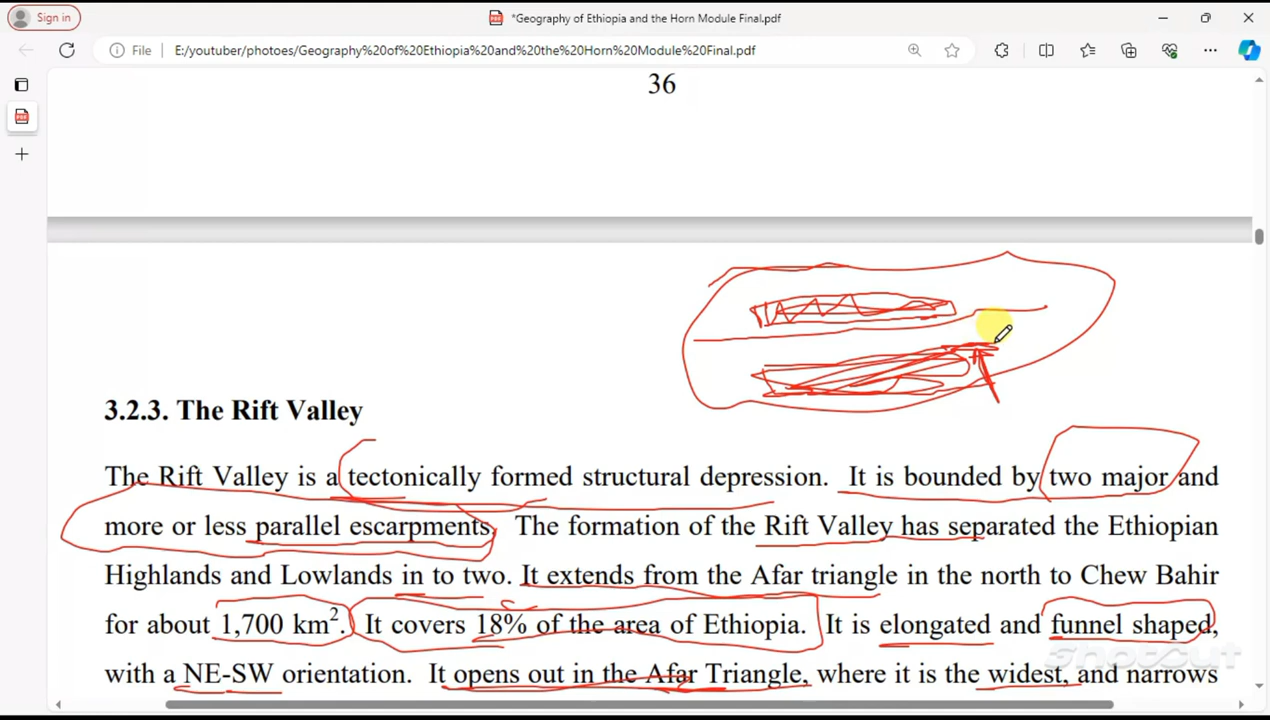 Sign in
*Geography of Ethiopia and the Horn Module Final.pdf
File
E:/youtuber/photoes/Geography%20of%20Ethiopia%20and%20the%20Horn%20Module%20Final.pdf
36
3.2.3. The Rift Valley
The Rift Valley is a tectonically formed structural depression. It is bounded by two major and
more or less parallel escarpments. The formation of the Rift Valley has separated the Ethiopian
Highlands and Lowlands in to two. It extends from the Afar triangle in the north to Chew Bahir
for about 1,700 km². It covers 18% of the area of Ethiopia. It is elongated and funnel shaped,
with a NE-SW orientation. It opens out in the Afar Triangle, where it is the widest, and narrows
shotcut